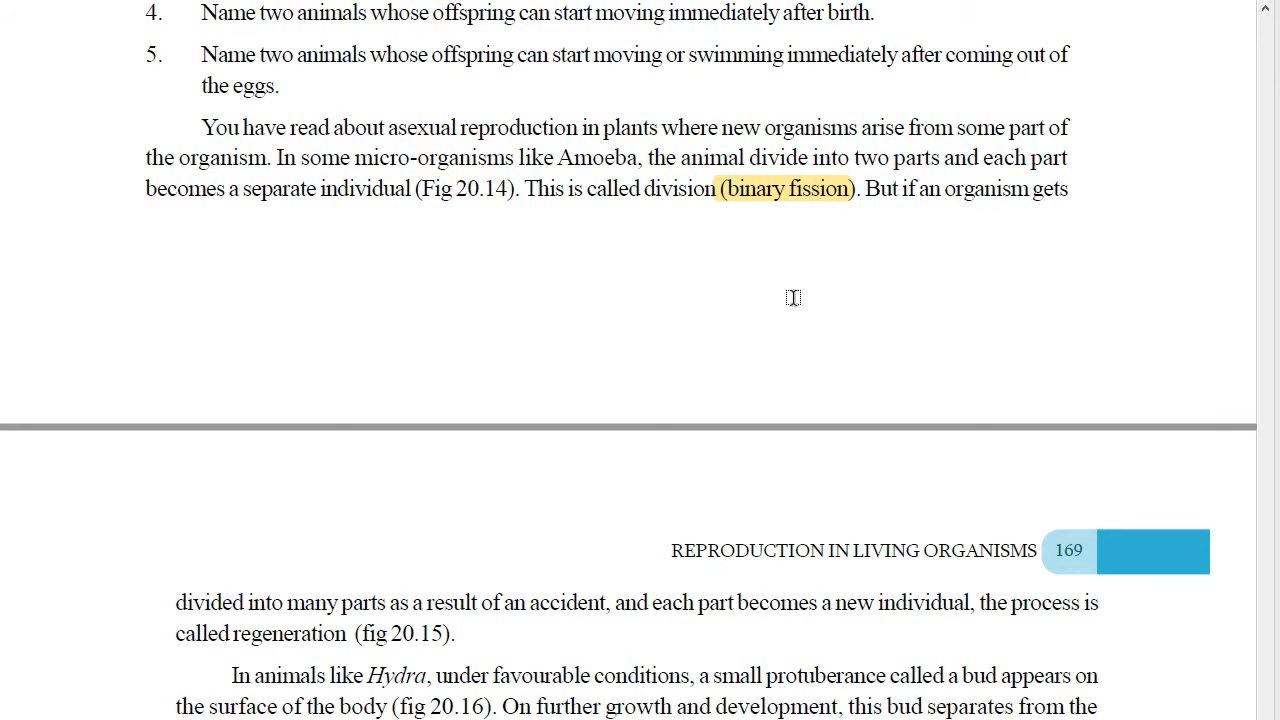 4. Name two animals whose offspring can start moving immediately after birth.
5. Name two animals whose offspring can start moving or swimming immediately after coming out of
the eggs.
You have read about asexual reproduction in plants where new organisms arise from some part of
the organism. In some micro-organisms like Amoeba, the animal divide into two parts and each part
becomes a separate individual (Fig 20.14). This is called division (binary fission). But if an organism gets
REPRODUCTION IN LIVING ORGANISMS 169
divided into many parts as a result of an accident, and each part becomes a new individual, the process is
called regeneration (fig 20.15).
In animals like Hydra, under favourable conditions, a small protuberance called a bud appears on
the surface of the body (fig 20.16). On further growth and development, this bud separates from the